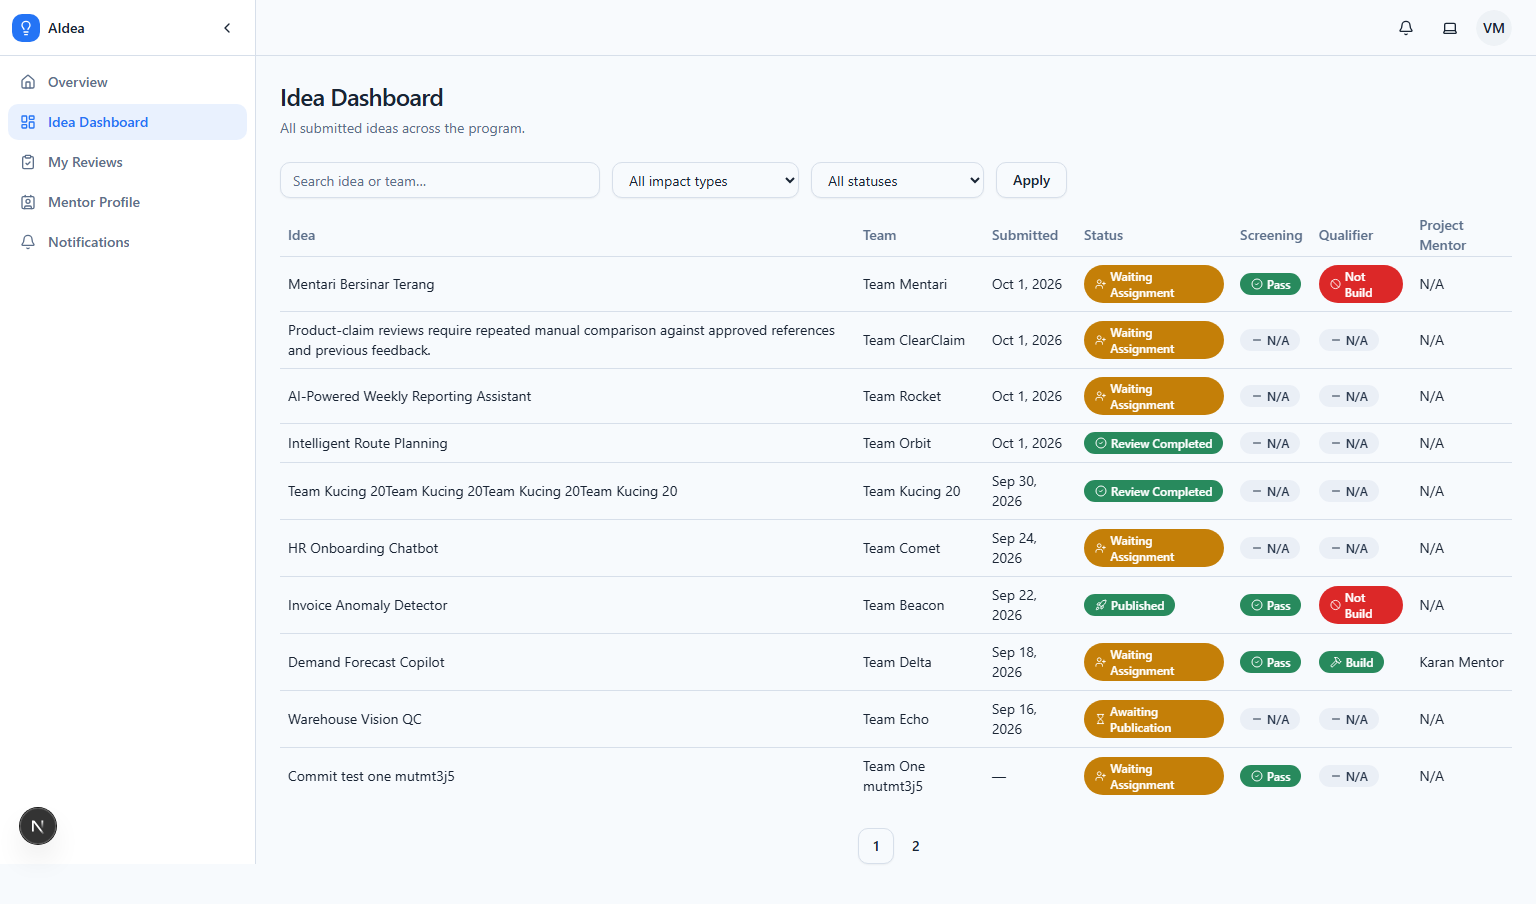 AIdea
VM
Overview
Idea Dashboard
My Reviews
Mentor Profile
Notifications
Idea Dashboard
All submitted ideas across the program.
Search idea or team...
All impact types
All statuses
Apply
Idea Team Submitted Status Screening Qualifier Project Mentor
Mentari Bersinar Terang Team Mentari Oct 1, 2026 Waiting Assignment Pass Not Build N/A
Product-claim reviews require repeated manual comparison against approved references
and previous feedback. Team ClearClaim Oct 1, 2026 Waiting Assignment N/A N/A N/A
AI-Powered Weekly Reporting Assistant Team Rocket Oct 1, 2026 Waiting Assignment N/A N/A N/A
Intelligent Route Planning Team Orbit Oct 1, 2026 Review Completed N/A N/A N/A
Team Kucing 20Team Kucing 20Team Kucing 20Team Kucing 20 Team Kucing 20 Sep 30, 2026 Review Completed N/A N/A N/A
HR Onboarding Chatbot Team Comet Sep 24, 2026 Waiting Assignment N/A N/A N/A
Invoice Anomaly Detector Team Beacon Sep 22, 2026 Published Pass Not Build N/A
Demand Forecast Copilot Team Delta Sep 18, 2026 Waiting Assignment Pass Build Karan Mentor
Warehouse Vision QC Team Echo Sep 16, 2026 Awaiting Publication N/A N/A N/A
Commit test one mutmt3j5 Team One mutmt3j5 — Waiting Assignment Pass N/A N/A
N
1 2